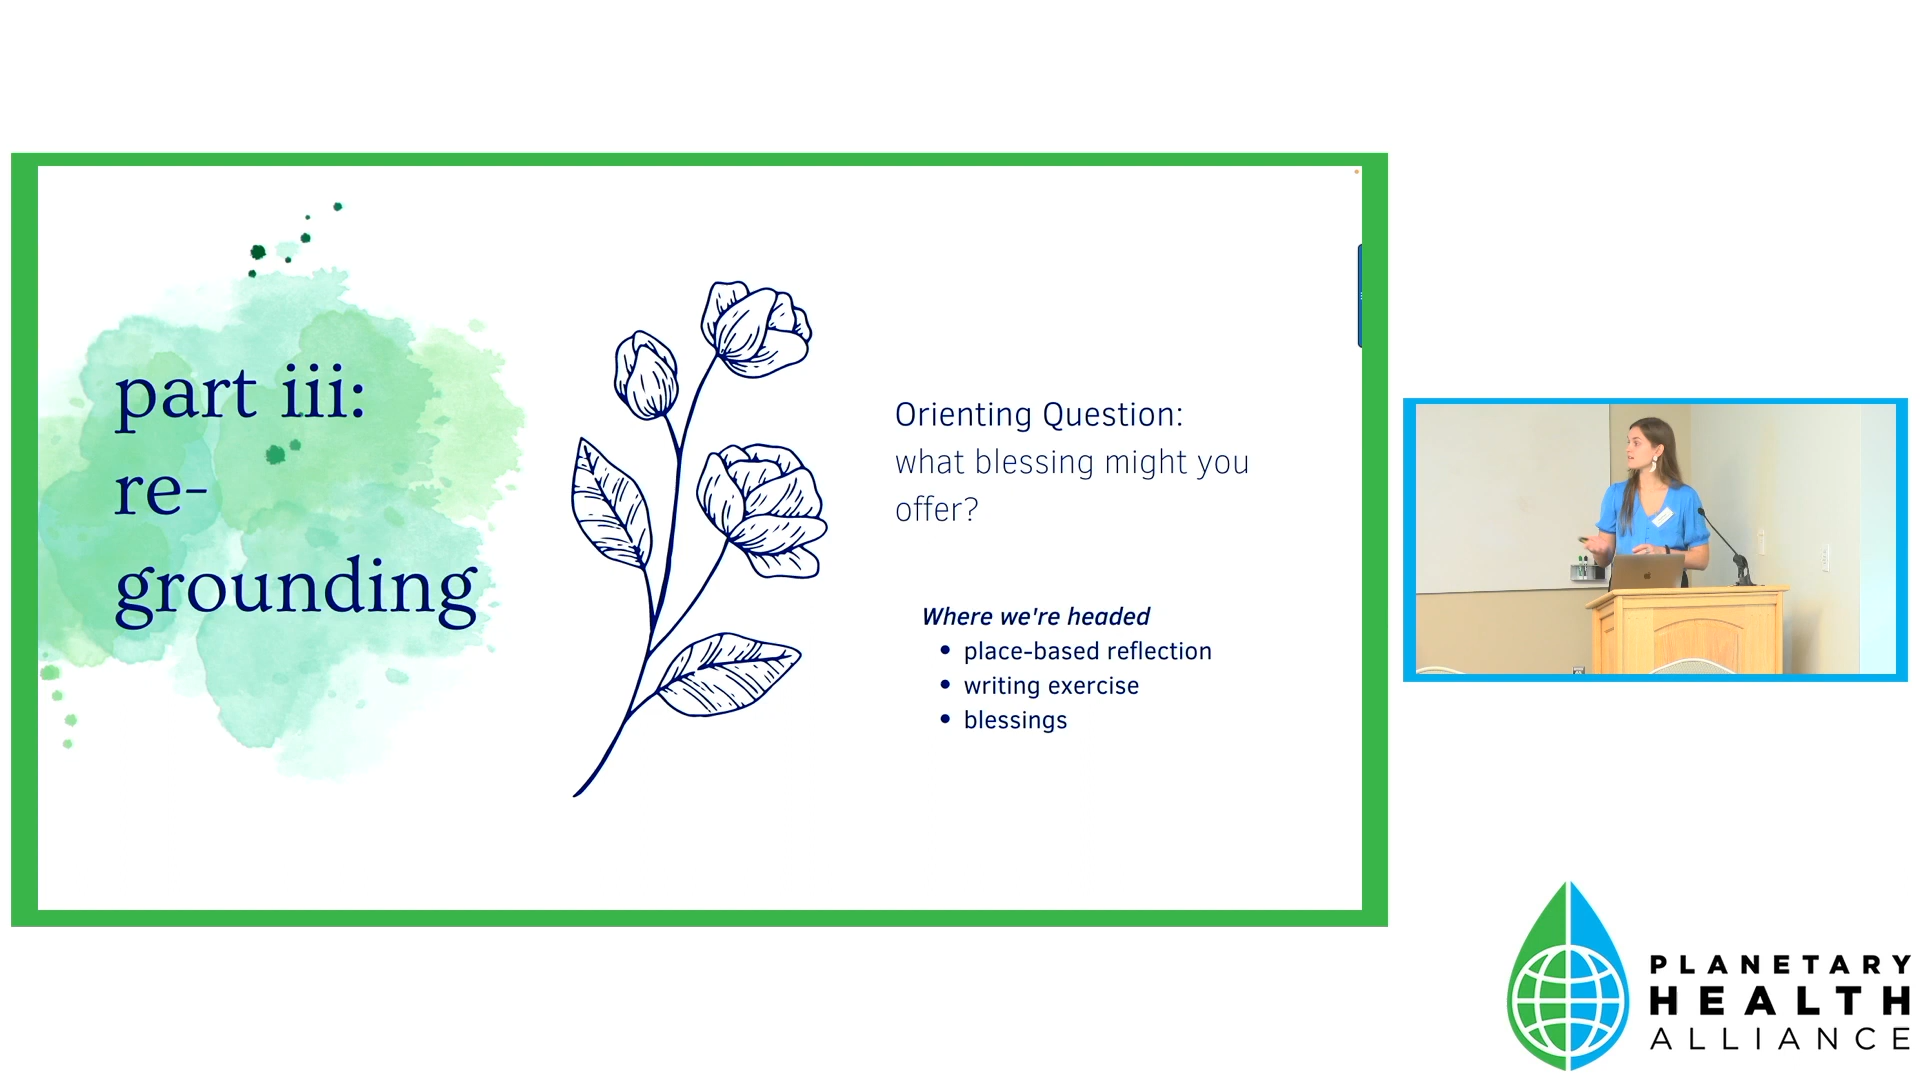 part iii:
re-
grounding
Orienting Question:
what blessing might you
offer?
Where we're headed
• place-based reflection
• writing exercise
• blessings
PLANETARY
HEALTH
ALLIANCE